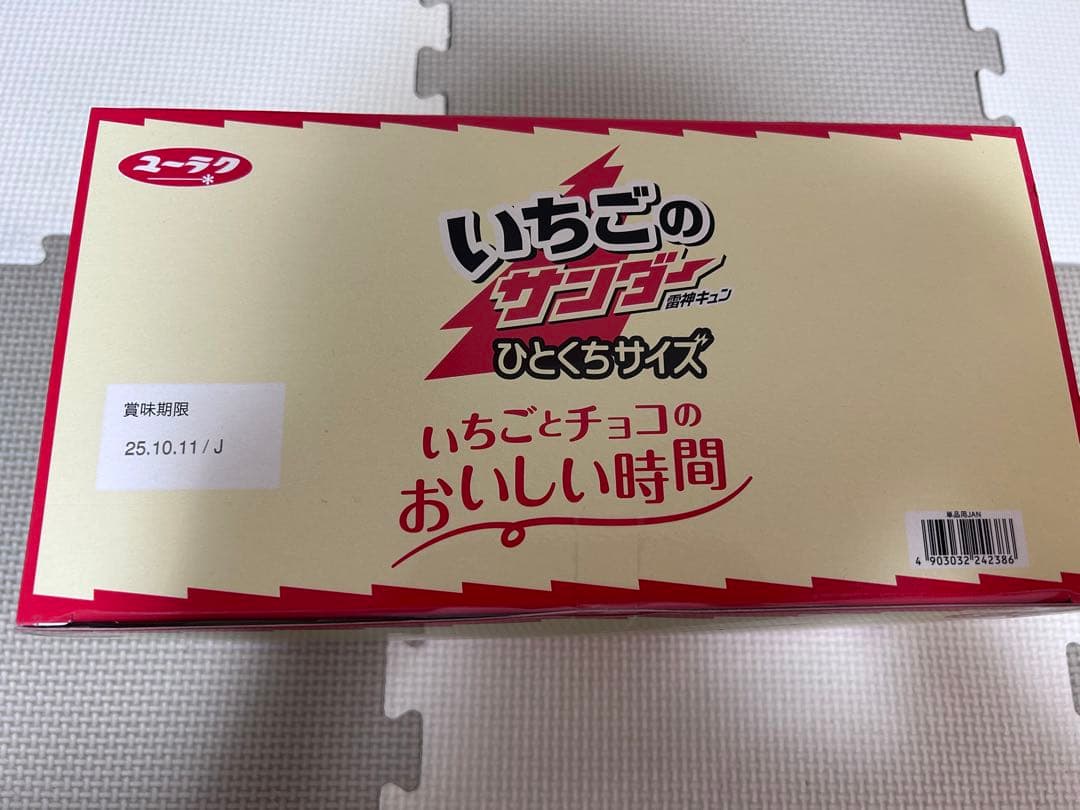 ユーラク
いちごの
サンダー
雷神キュン
ひとくちサイズ
いちごとチョコの
おいしい時間
賞味期限
25.10.11 / J
単品用JAN
4 903032 242386